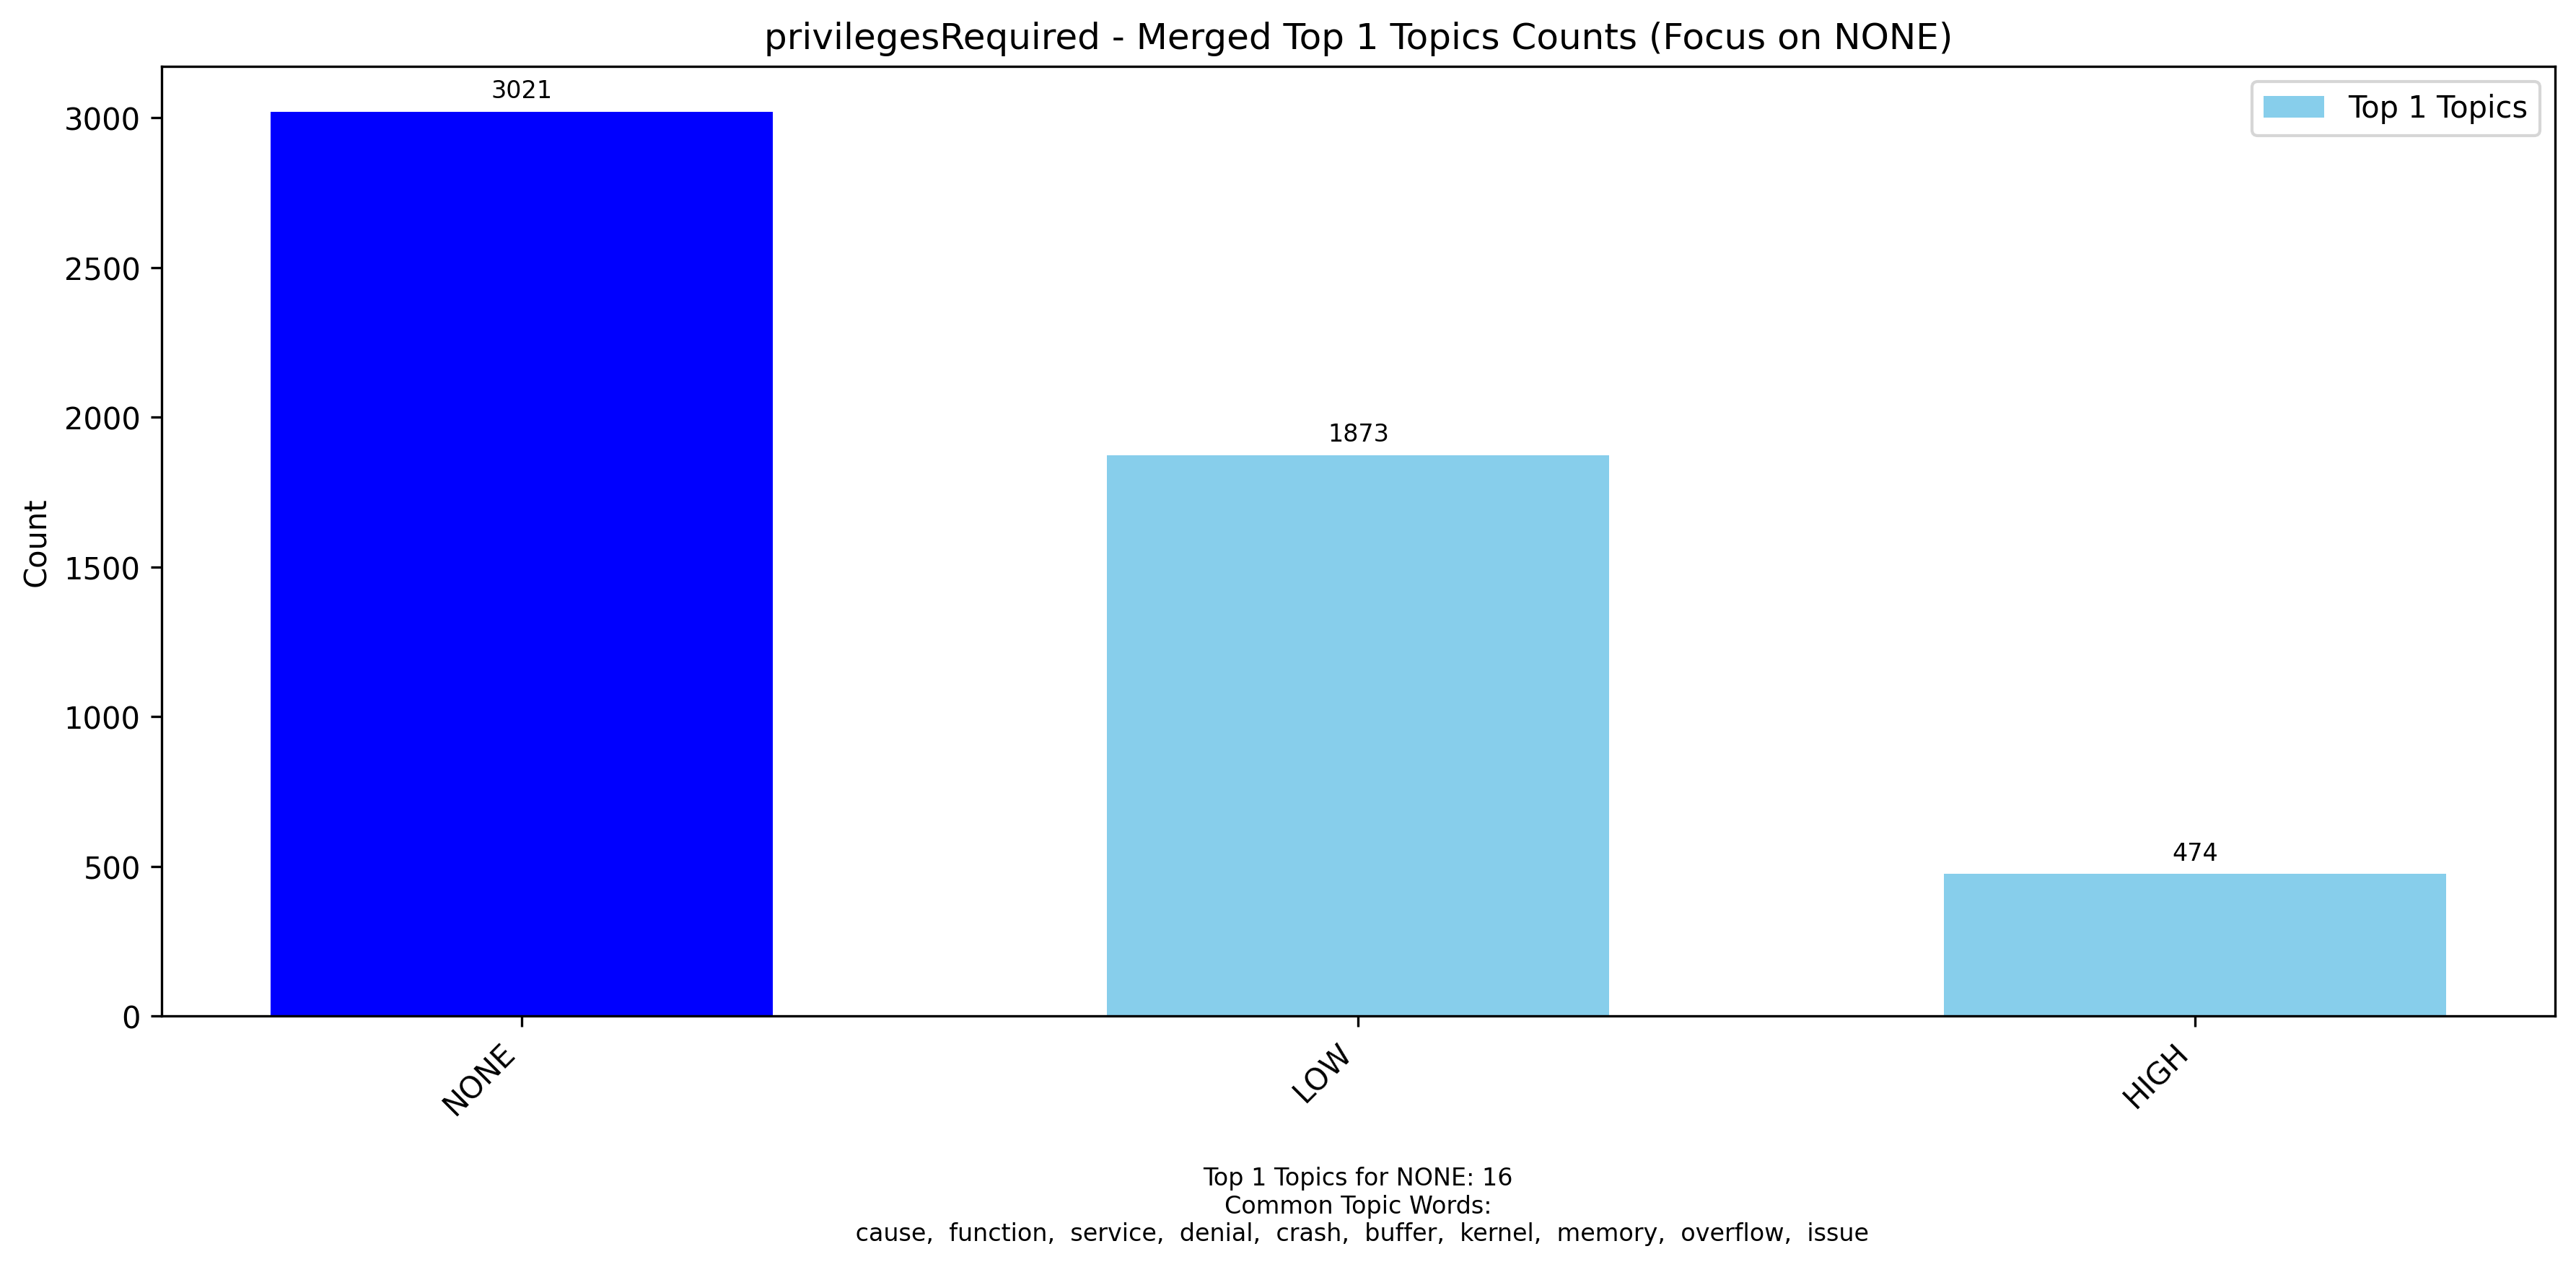 privilegesRequired - Merged Top 1 Topics Counts (Focus on NONE)
Top 1 Topics
3021
1873
474
Count
3000
2500
2000
1500
1000
500
0
NONE
LOW
HIGH
Top 1 Topics for NONE: 16
Common Topic Words:
cause,  function,  service,  denial,  crash,  buffer,  kernel,  memory,  overflow,  issue